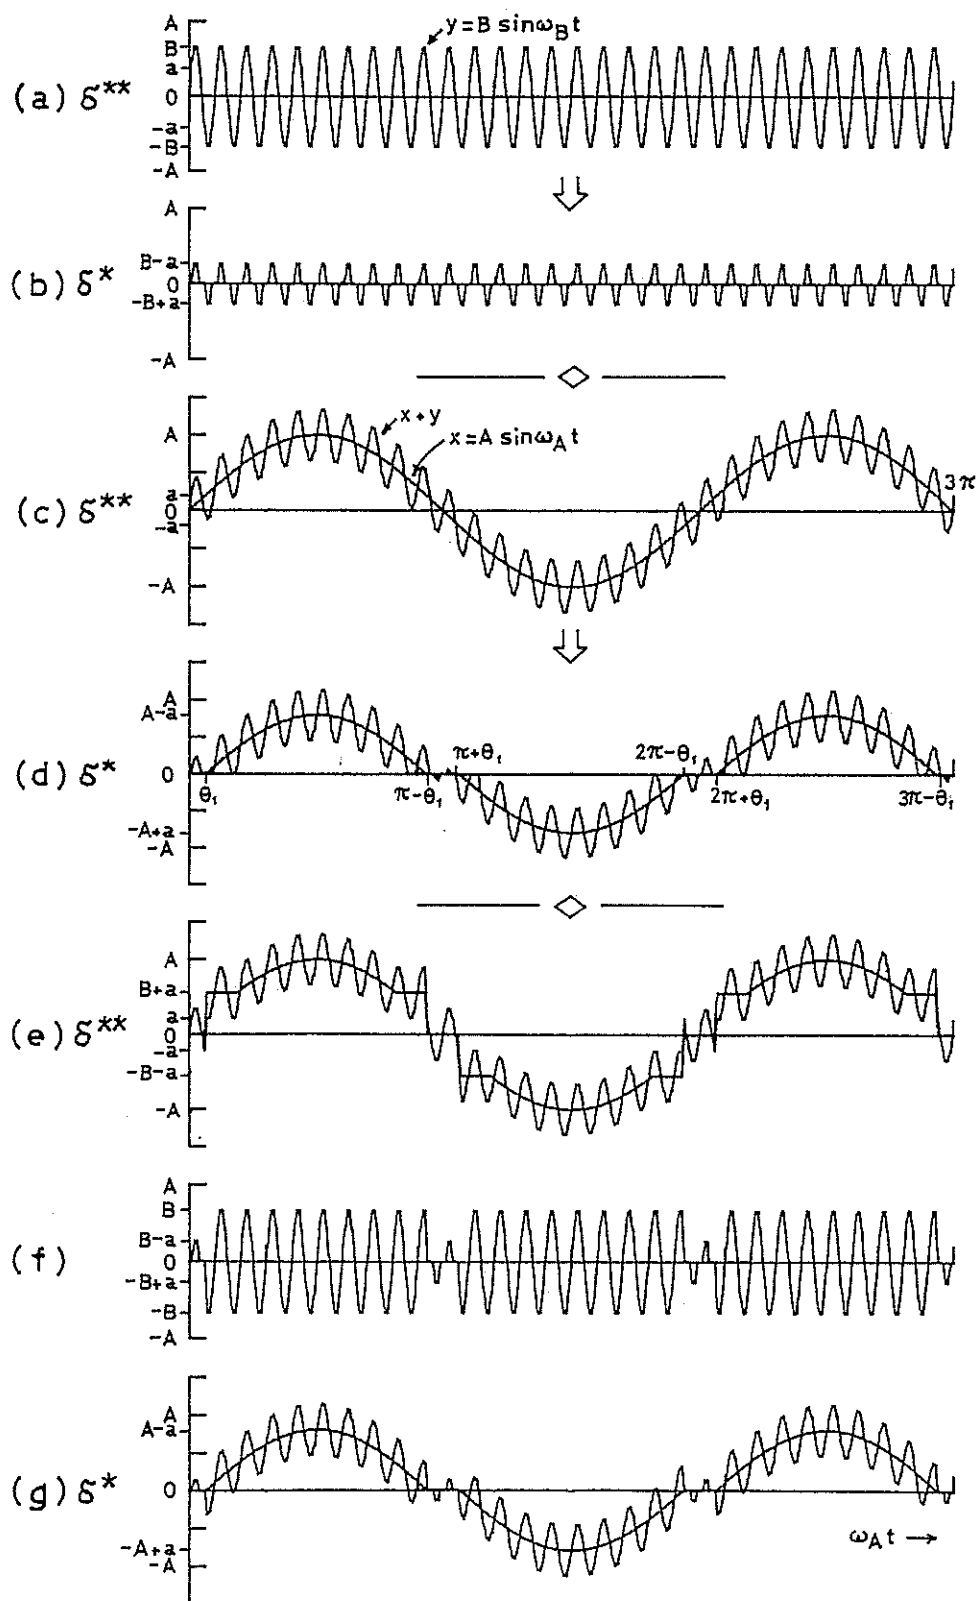 A
y=B sinω_B t
B
a
(a) δ** 0
-a
-B
-A
A
B-a
(b) δ* 0
-B+a
-A
x+y
A
x=A sinω_A t
a
3π
(c) δ** 0
-a
-A
A
A-a
π+θ₁
2π-θ₁
(d) δ* 0
θ₁
π-θ₁
2π+θ₁
3π-θ₁
-A+a
-A
A
B+a
a
(e) δ** 0
-a
-B-a
-A
A
B
B-a
(f) 0
-B+a
-B
-A
A
A-a
(g) δ* 0
ω_A t →
-A+a
-A